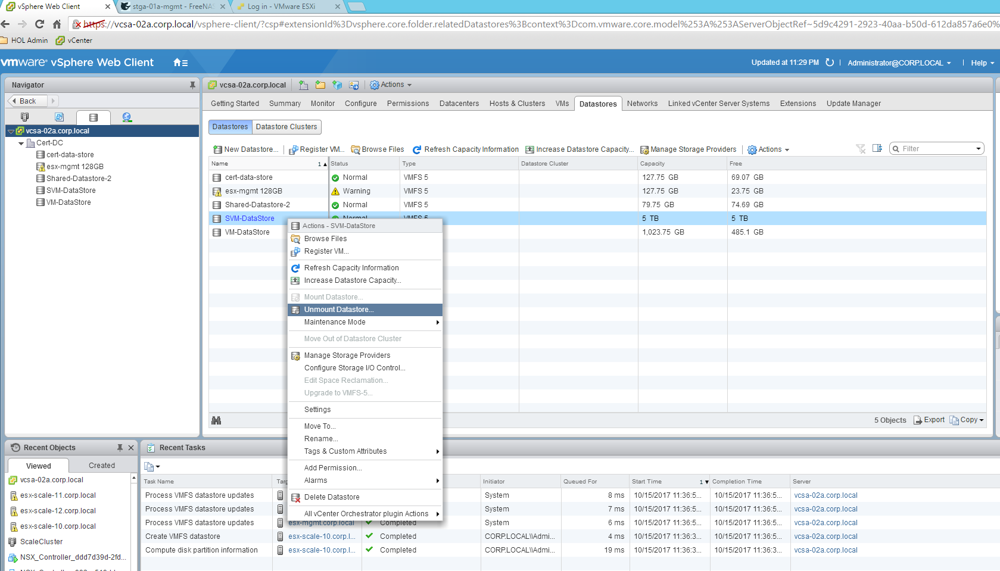 vSphere Web Client
stga-01a-mgmt - FreeNAS
Log in - VMware ESXi
https://vcsa-02a.corp.local/vsphere-client/?csp#extensionId%3Dvsphere.core.folder.relatedDatastores%3Bcontext%3Dcom.vmware.core.model%253A%253AServerObjectRef~5d9c4291-2923-40aa-b50d-612da857a6e0%
HOL Admin vCenter
vmware® vSphere Web Client
Updated at 11:29 PM | Administrator@CORP.LOCAL | Help
Navigator
Back
vcsa-02a.corp.local
Cert-DC
cert-data-store
esx-mgmt 128GB
Shared-Datastore-2
SVM-DataStore
VM-DataStore
vcsa-02a.corp.local Actions
Getting Started Summary Monitor Configure Permissions Datacenters Hosts & Clusters VMs Datastores Networks Linked vCenter Server Systems Extensions Update Manager
Datastores Datastore Clusters
New Datastore... Register VM... Browse Files Refresh Capacity Information Increase Datastore Capacity... Manage Storage Providers Actions Filter
Name 1 ▲ Status Type Datastore Cluster Capacity Free
cert-data-store Normal VMFS 5 127.75 GB 69.07 GB
esx-mgmt 128GB Warning VMFS 5 127.75 GB 23.75 GB
Shared-Datastore-2 Normal VMFS 5 79.75 GB 74.69 GB
SVM-DataStore Normal VMFS 5 5 TB 5 TB
VM-DataStore 1,023.75 GB 485.1 GB
Actions - SVM-DataStore
Browse Files
Register VM...
Refresh Capacity Information
Increase Datastore Capacity...
Mount Datastore...
Unmount Datastore...
Maintenance Mode
Move Out of Datastore Cluster
Manage Storage Providers
Configure Storage I/O Control...
Edit Space Reclamation...
Upgrade to VMFS-5...
Settings
Move To...
Rename...
Tags & Custom Attributes
Add Permission...
Alarms
Delete Datastore
All vCenter Orchestrator plugin Actions
5 Objects Export Copy
Recent Objects
Viewed Created
vcsa-02a.corp.local
esx-scale-11.corp.local
esx-scale-12.corp.local
esx-scale-10.corp.local
ScaleCluster
NSX_Controller_ddd7d39d-2fd...
Recent Tasks
Task Name Targ Initiator Queued For Start Time 1 ▼ Completion Time Server
Process VMFS datastore updates System 8 ms 10/15/2017 11:36:5... 10/15/2017 11:36:5... vcsa-02a.corp.local
Process VMFS datastore updates System 7 ms 10/15/2017 11:36:5... 10/15/2017 11:36:5... vcsa-02a.corp.local
Process VMFS datastore updates esx-mgmt.corp.local Completed System 6 ms 10/15/2017 11:36:5... 10/15/2017 11:36:5... vcsa-02a.corp.local
Create VMFS datastore esx-scale-10.corp.l... Completed CORP.LOCAL\\Admi... 4 ms 10/15/2017 11:36:3... 10/15/2017 11:36:5... vcsa-02a.corp.local
Compute disk partition information esx-scale-10.corp.l... Completed CORP.LOCAL\\Admi... 19 ms 10/15/2017 11:36:3... 10/15/2017 11:36:3... vcsa-02a.corp.local